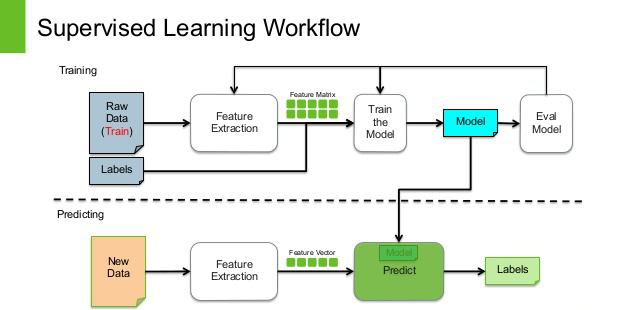 Supervised Learning Workflow
Training
Raw
Data
(Train)
Labels
Feature
Extraction
Feature Matrix
Train
the
Model
Model
Eval
Model
Predicting
New
Data
Feature
Extraction
Feature Vector
Model
Predict
Labels